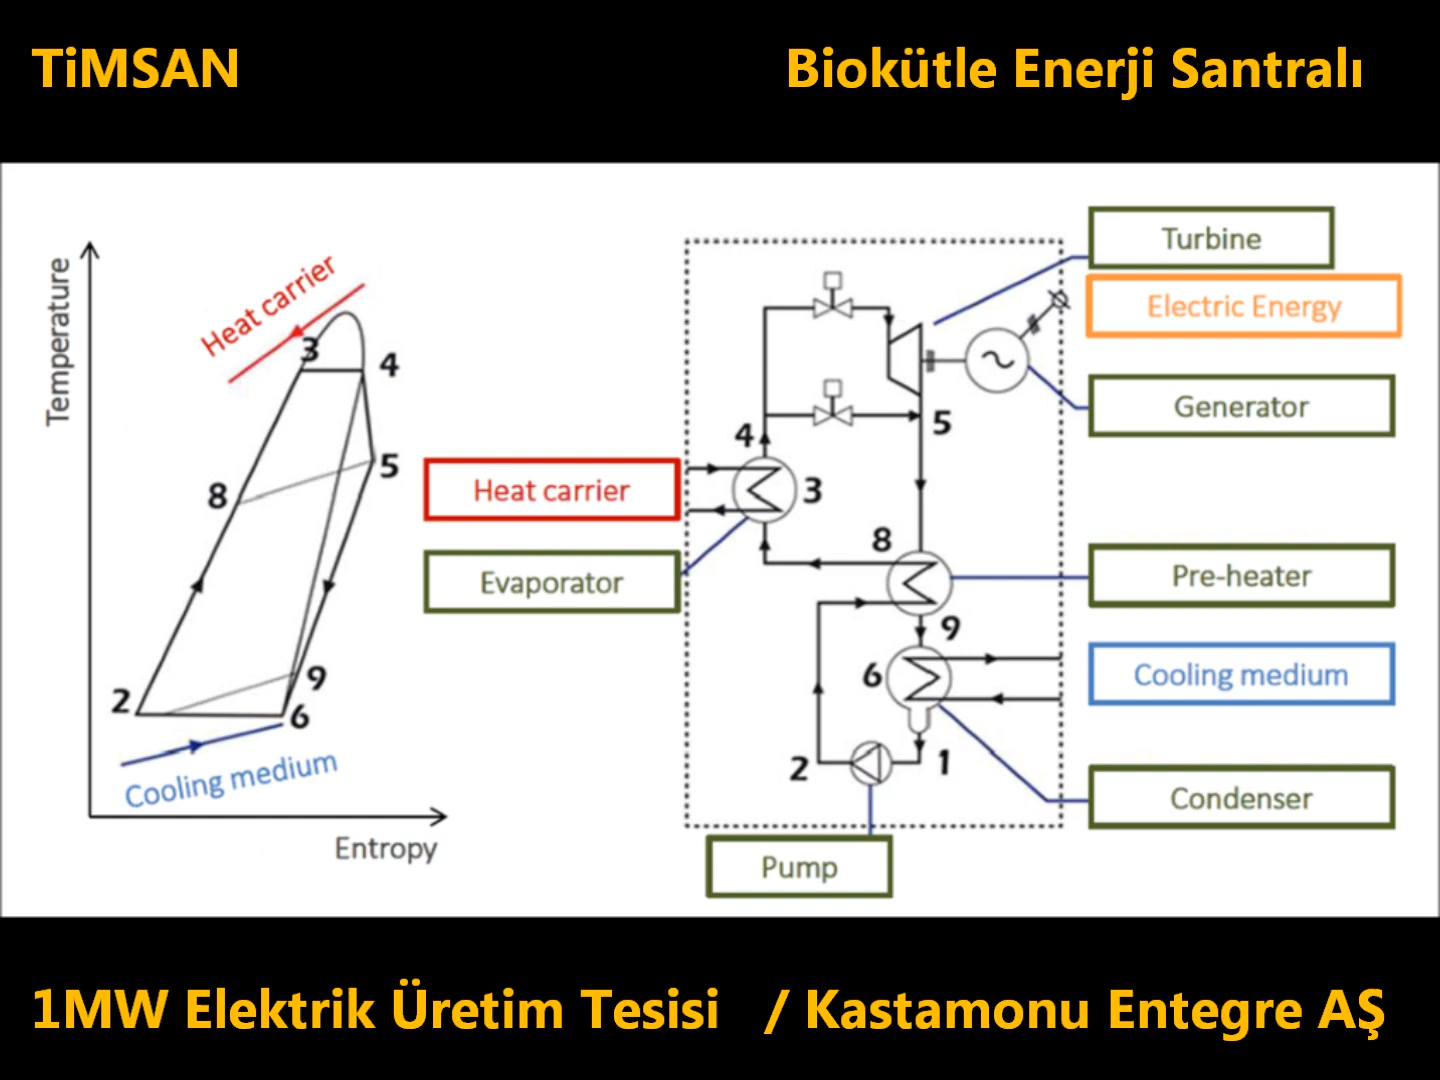 TiMSAN
Biokütle Enerji Santralı
Temperature
Heat carrier
3
4
5
8
2
9
6
Cooling medium
Entropy
Turbine
Electric Energy
Generator
5
4
Heat carrier
3
8
Evaporator
Pre-heater
9
6
Cooling medium
2
1
Condenser
Pump
1MW Elektrik Üretim Tesisi / Kastamonu Entegre AŞ